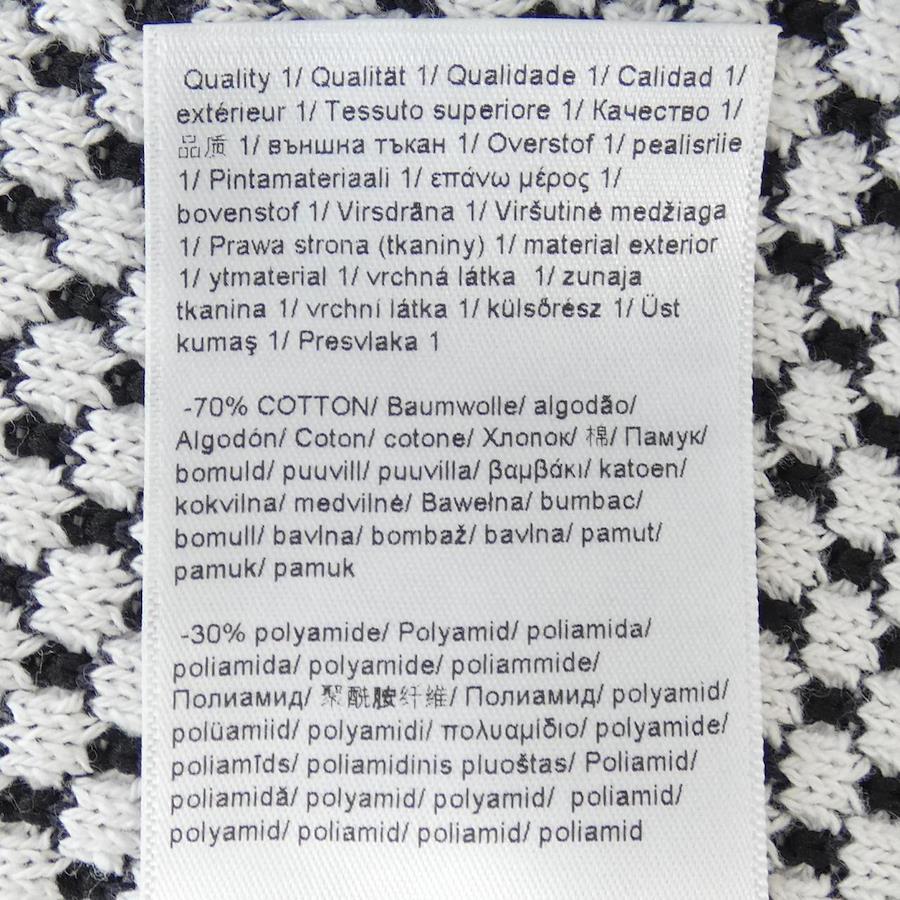 Quality 1/ Qualität 1/ Qualidade 1/ Calidad 1/
extérieur 1/ Tessuto superiore 1/ Качество 1/
品质 1/ външна тъкан 1/ Overstof 1/ pealisriie
1/ Pintamateriaali 1/ επάνω μέρος 1/
bovenstof 1/ Virsdrāna 1/ Viršutinė medžiaga
1/ Prawa strona (tkaniny) 1/ material exterior
1/ ytmaterial 1/ vrchná látka 1/ zunaja
tkanina 1/ vrchní látka 1/ külsőrész 1/ Üst
kumaş 1/ Presvlaka 1
-70% COTTON/ Baumwolle/ algodão/
Algodón/ Coton/ cotone/ Хлопок/ 棉/ Памук/
bomuld/ puuvill/ puuvilla/ βαμβάκι/ katoen/
kokvilna/ medvilnė/ Bawełna/ bumbac/
bomull/ bavlna/ bombaž/ bavlna/ pamut/
pamuk/ pamuk
-30% polyamide/ Polyamid/ poliamida/
poliamida/ polyamide/ poliammide/
Полиамид/ 聚酰胺纤维/ Полиамид/ polyamid/
polüamiid/ polyamidi/ πολυαμίδιο/ polyamide/
poliamīds/ poliamidinis pluoštas/ Poliamid/
poliamidă/ polyamid/ polyamid/ poliamid/
polyamid/ poliamid/ poliamid/ poliamid